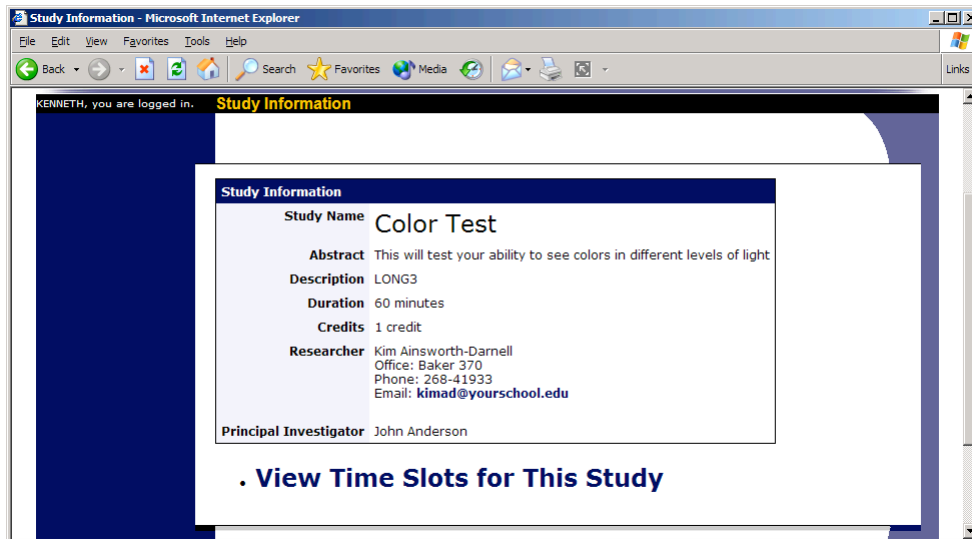 Study Information - Microsoft Internet Explorer
File Edit View Favorites Tools Help
Back Search Favorites Media Links
KENNETH, you are logged in. Study Information
Study Information
Study Name Color Test
Abstract This will test your ability to see colors in different levels of light
Description LONG3
Duration 60 minutes
Credits 1 credit
Researcher Kim Ainsworth-Darnell
Office: Baker 370
Phone: 268-41933
Email: kimad@yourschool.edu
Principal Investigator John Anderson
• View Time Slots for This Study